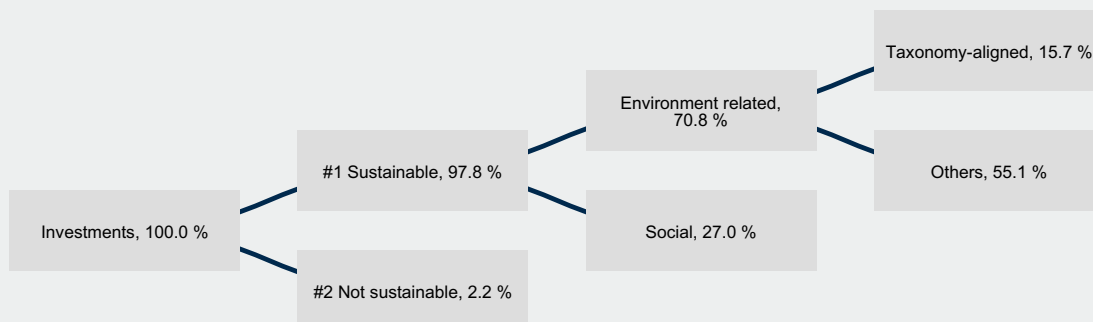 Taxonomy-aligned, 15.7 %
Environment related,
70.8 %
#1 Sustainable, 97.8 %
Others, 55.1 %
Investments, 100.0 %
Social, 27.0 %
#2 Not sustainable, 2.2 %